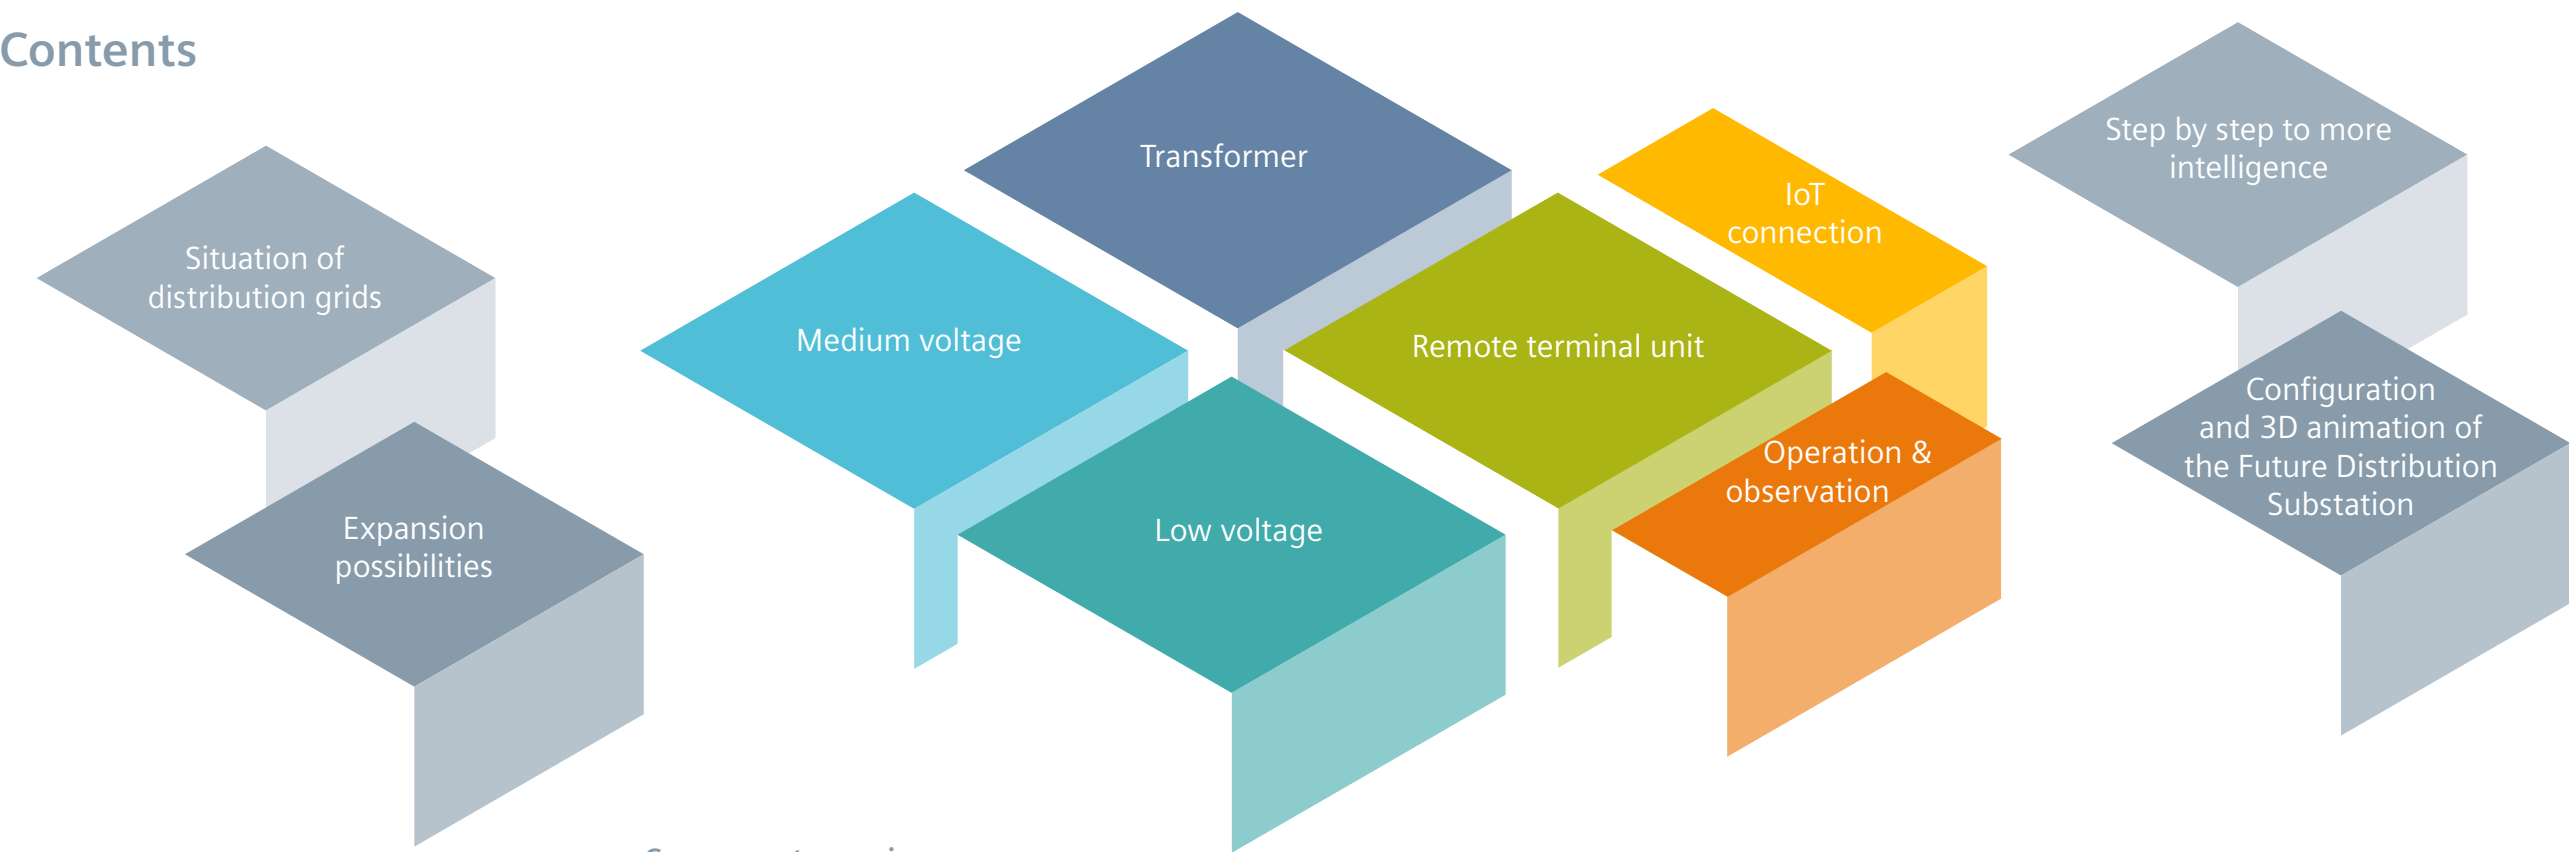 Contents
Situation of
distribution grids
Expansion
possibilities
Transformer
Medium voltage
Low voltage
Remote terminal unit
IoT
connection
Operation &
observation
Step by step to more
intelligence
Configuration
and 3D animation of
the Future Distribution
Substation